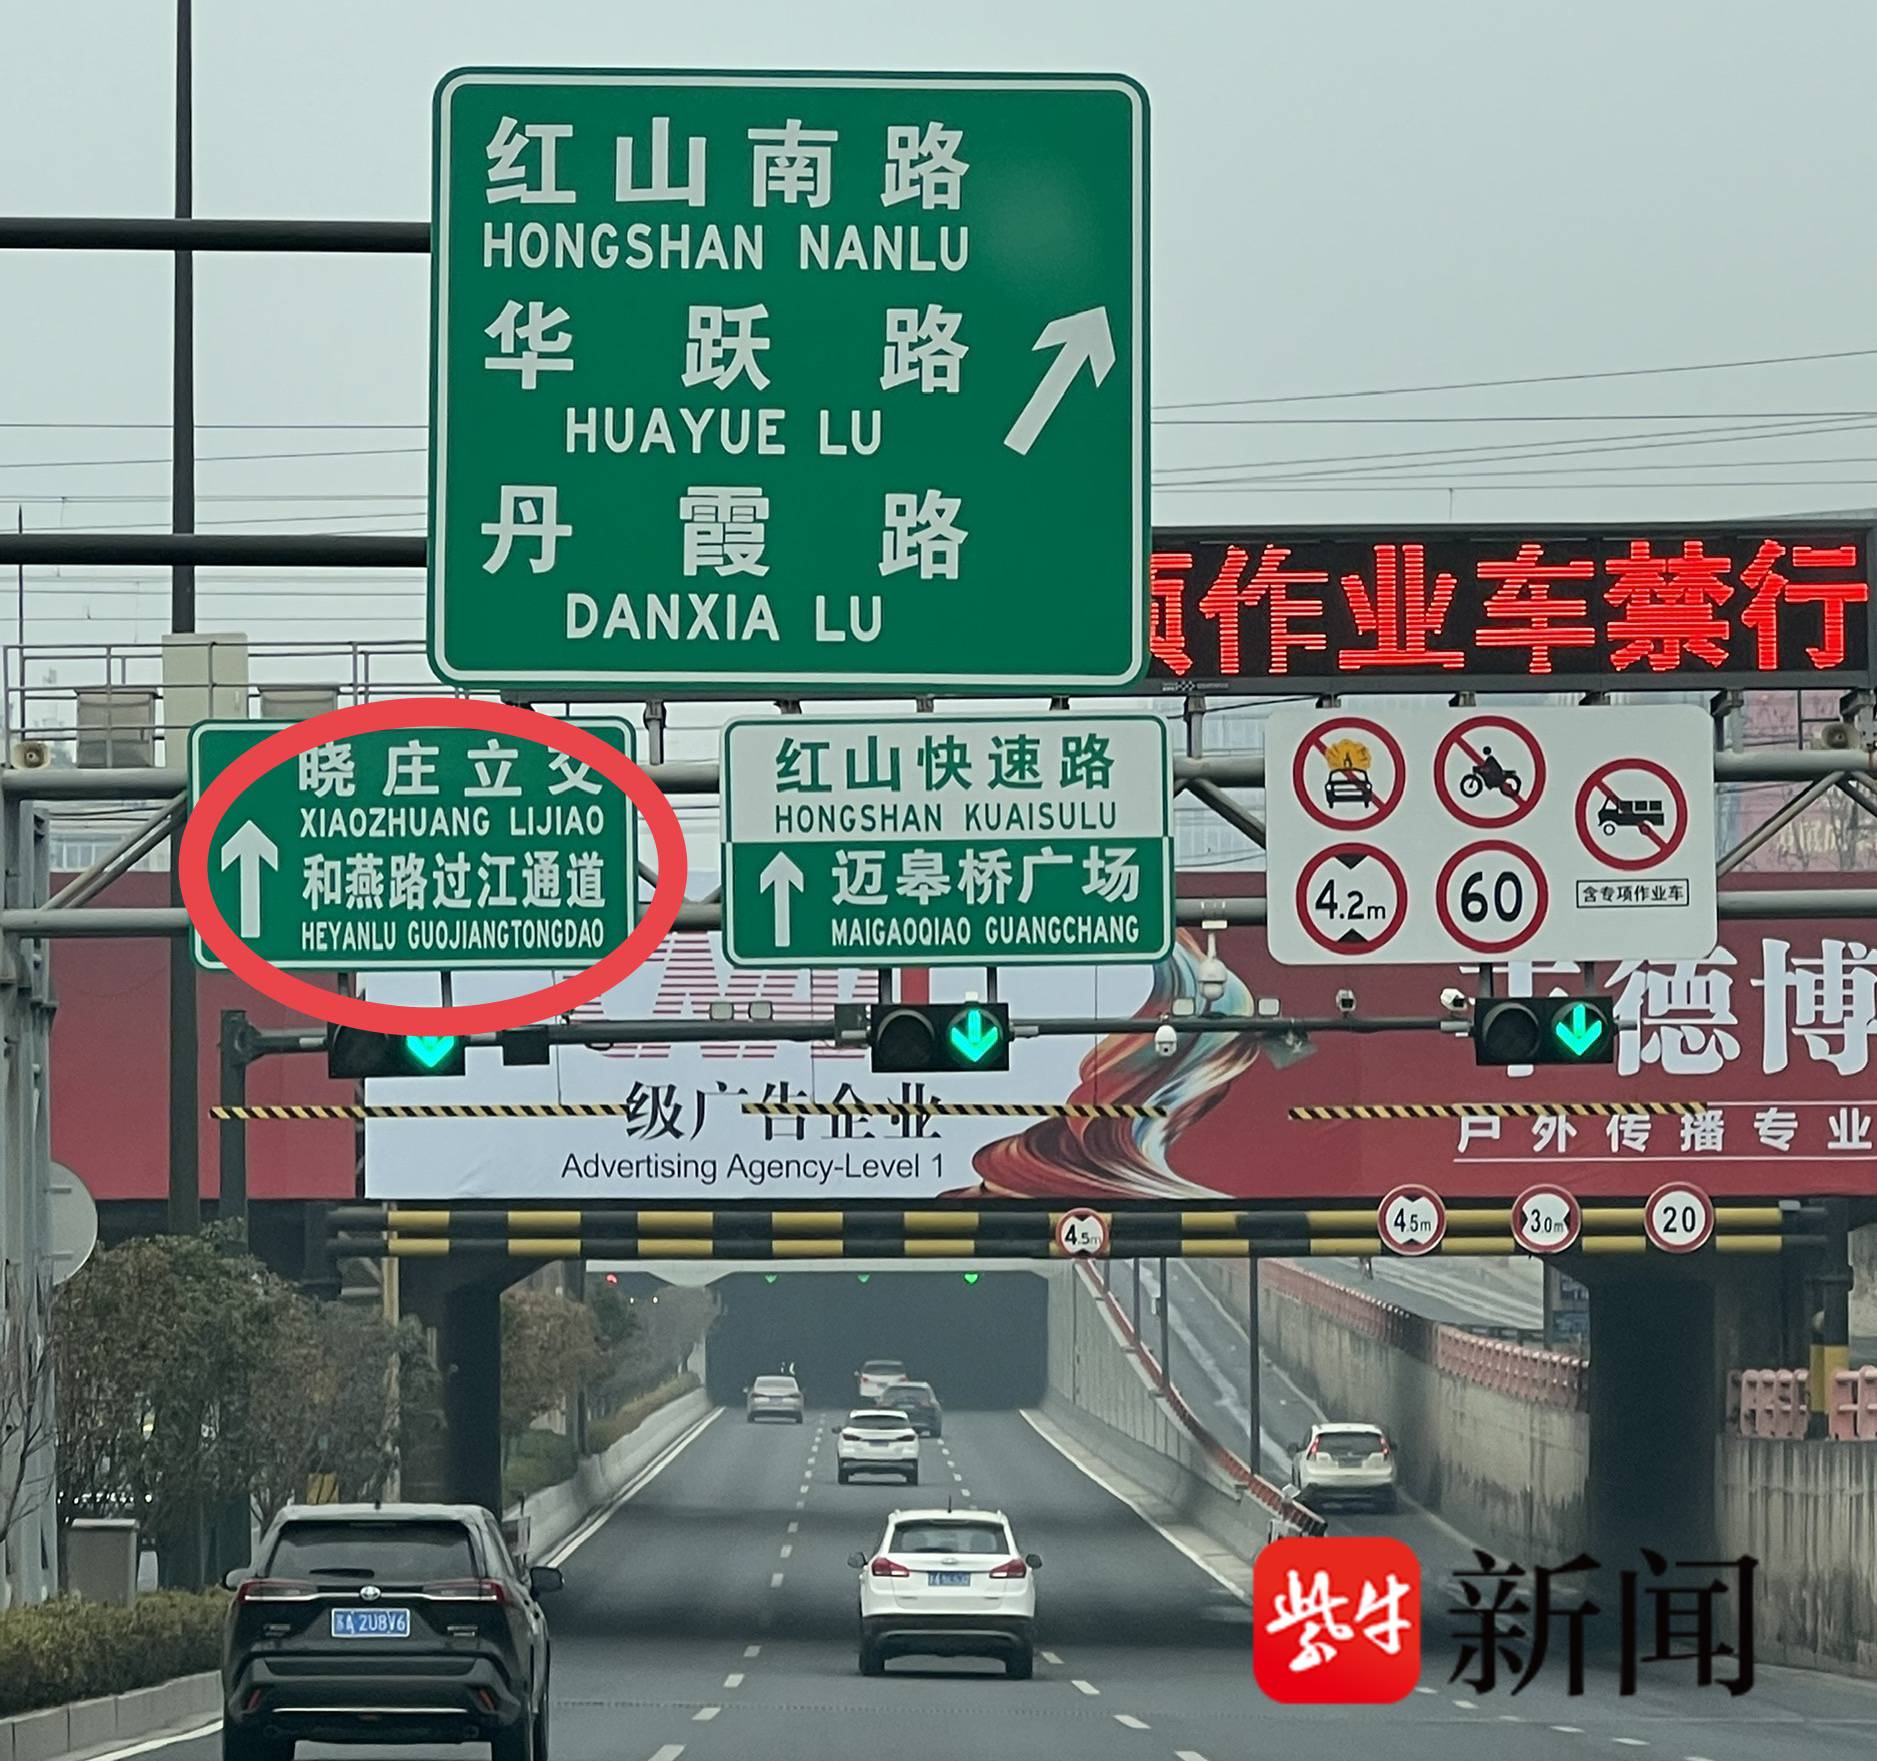 红山南路
HONGSHAN NANLU
华跃路
HUAYUE LU
丹霞路
DANXIA LU
项作业车禁行
晓庄立交
XIAOZHUANG LIJIAO
和燕路过江通道
HEYANLU GUOJIANGTONGDAO
红山快速路
HONGSHAN KUAISULU
迈皋桥广场
MAIGAOQIAO GUANGCHANG
4.2m
60
含专项作业车
德博
级广告企业
Advertising Agency-Level 1
户外传播专业
4.5m
4.5m
3.0m
20
苏A 2U8V6
紫牛新闻